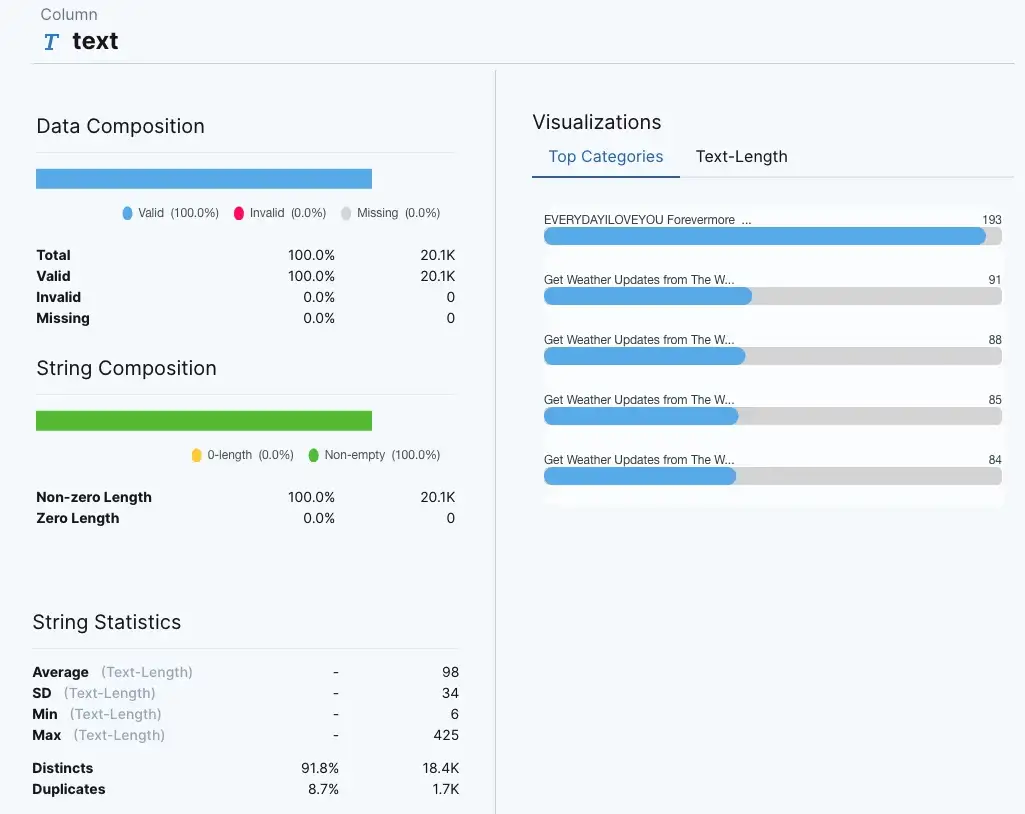 Column
T text
Data Composition
Valid (100.0%) Invalid (0.0%) Missing (0.0%)
Total 100.0% 20.1K
Valid 100.0% 20.1K
Invalid 0.0% 0
Missing 0.0% 0
String Composition
0-length (0.0%) Non-empty (100.0%)
Non-zero Length 100.0% 20.1K
Zero Length 0.0% 0
String Statistics
Average (Text-Length) - 98
SD (Text-Length) - 34
Min (Text-Length) - 6
Max (Text-Length) - 425
Distincts 91.8% 18.4K
Duplicates 8.7% 1.7K
Visualizations
Top Categories Text-Length
EVERYDAYILOVEYOU Forevermore ... 193
Get Weather Updates from The W... 91
Get Weather Updates from The W... 88
Get Weather Updates from The W... 85
Get Weather Updates from The W... 84